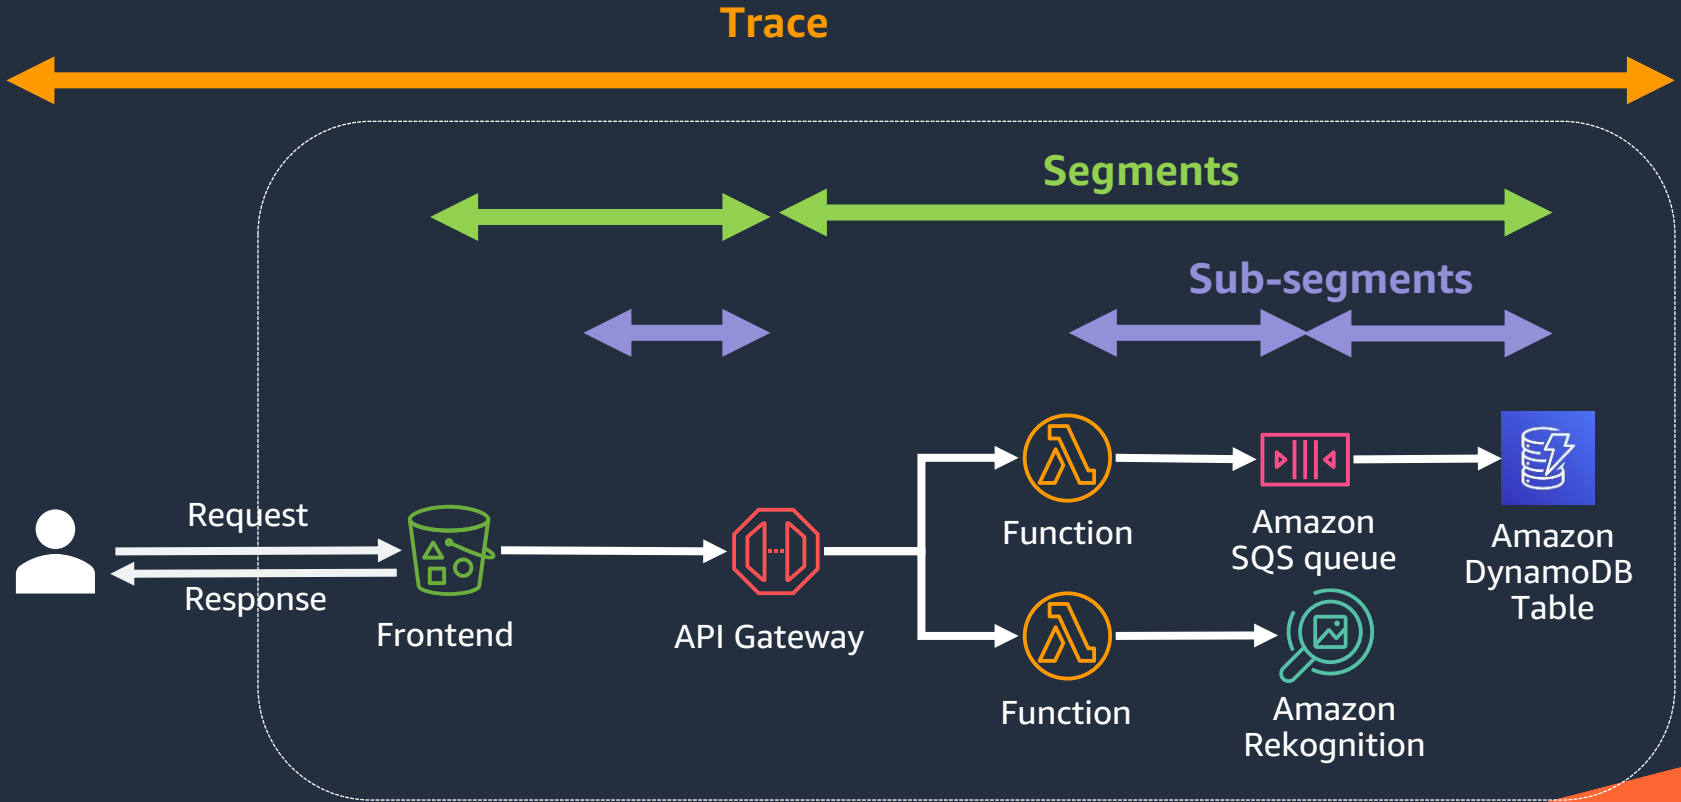 Trace
Segments
Sub-segments
Request
Response
Frontend
API Gateway
Function
Amazon
SQS queue
Amazon
DynamoDB
Table
Function
Amazon
Rekognition